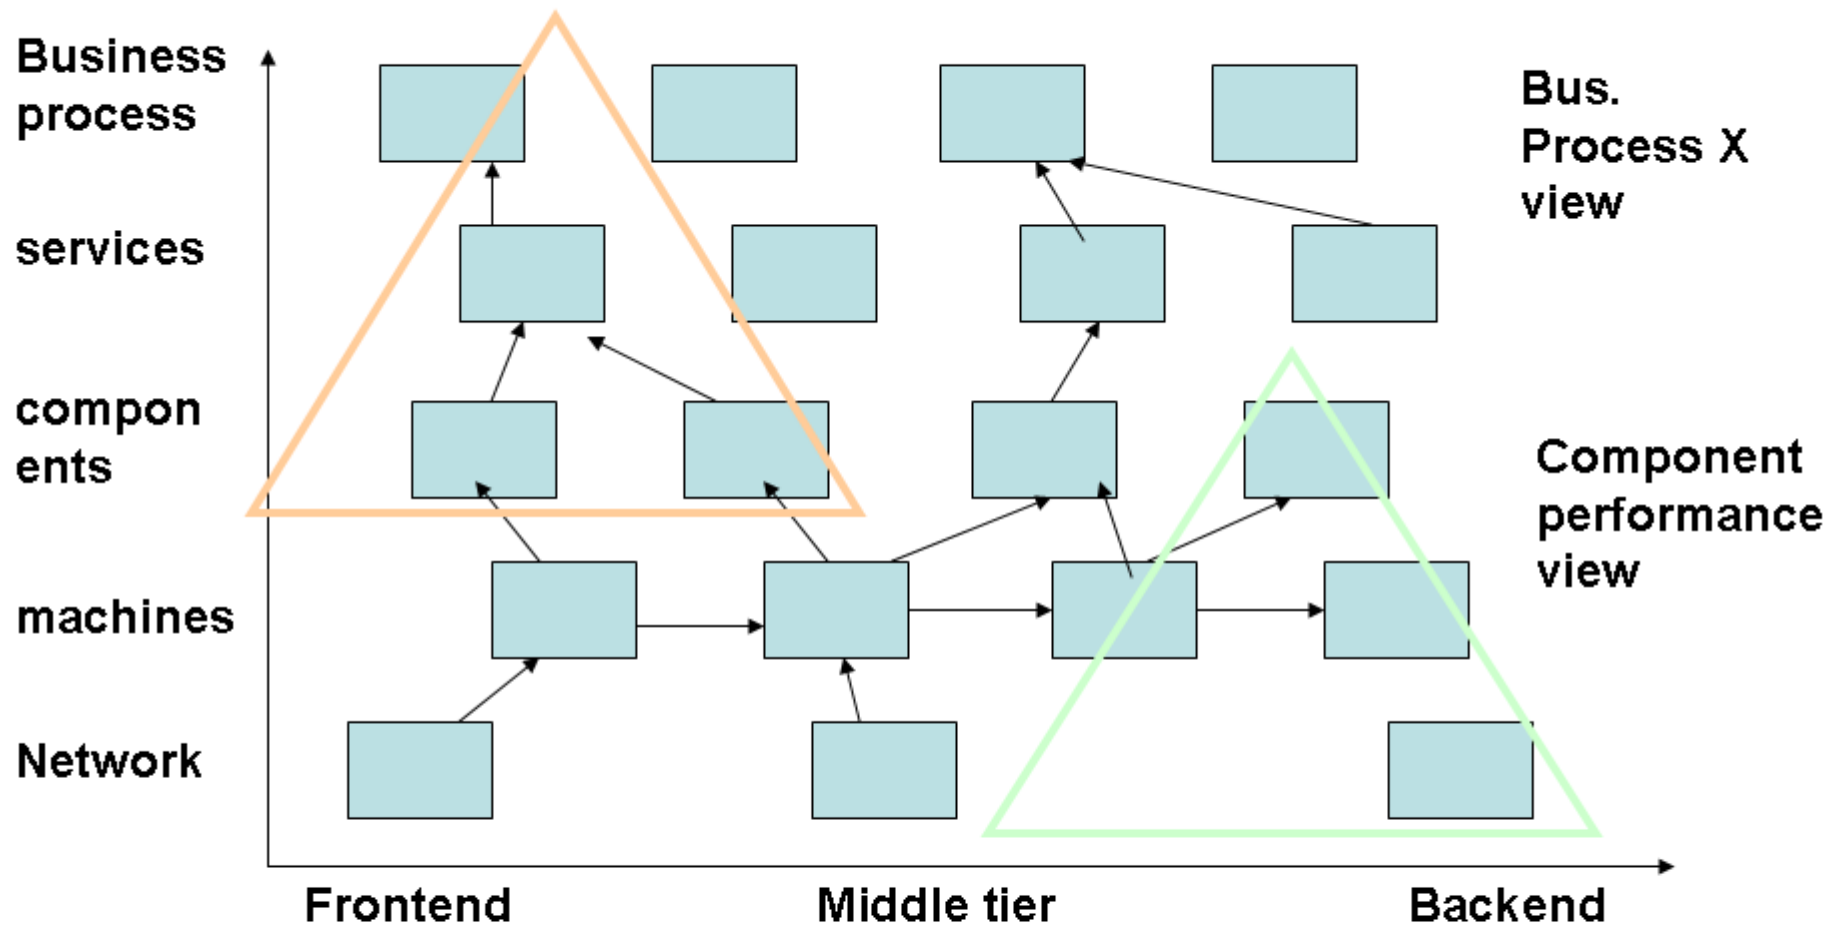 Business
process
services
compon
ents
machines
Network
Bus.
Process X
view
Component
performance
view
Frontend
Middle tier
Backend